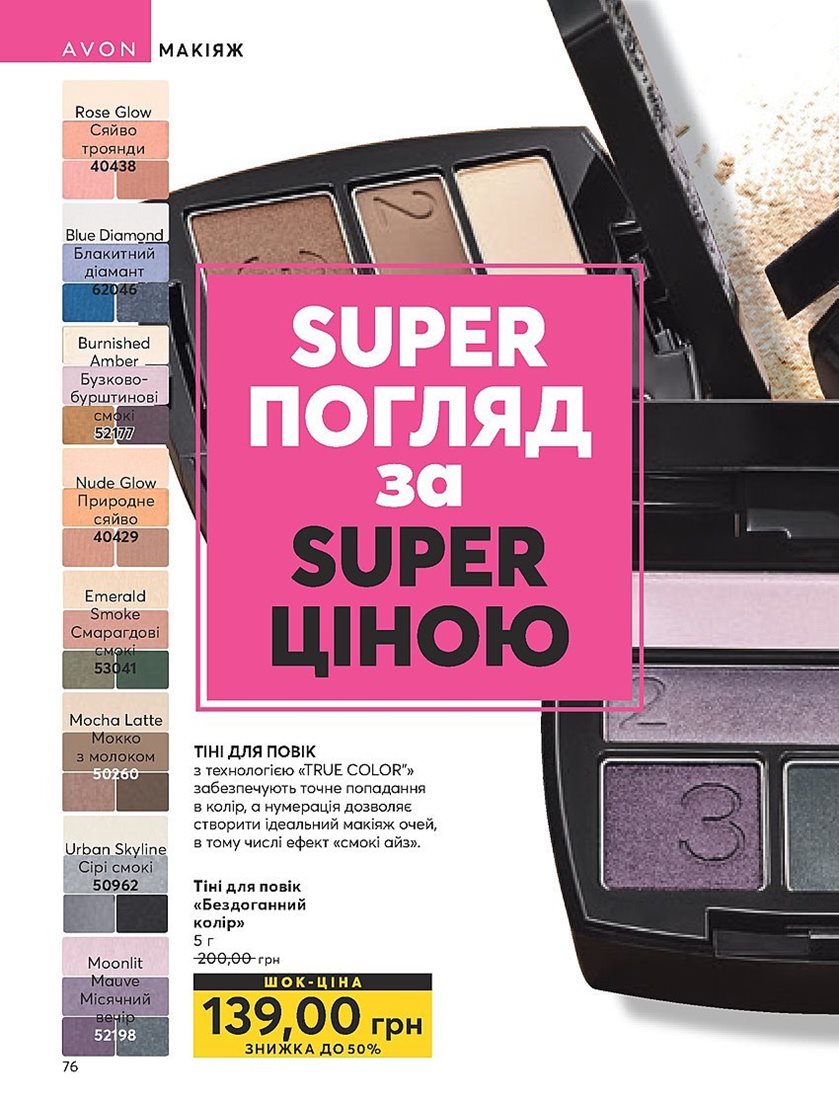 AVON МАКІЯЖ
Rose Glow
Сяйво
троянди
40438
Blue Diamond
Блакитний
діамант
62046
Burnished
Amber
Бузково-
бурштинові
смокі
52177
Nude Glow
Природне
сяйво
40429
Emerald
Smoke
Смарагдові
смокі
53041
Mocha Latte
Мокко
з молоком
50260
Urban Skyline
Сірі смокі
50962
Moonlit
Mauve
Місячний
вечір
52198
2
SUPER
ПОГЛЯД
за
SUPER
ЦІНОЮ
2
3
ТІНІ ДЛЯ ПОВІК
з технологією «TRUE COLOR"»
забезпечують точне попадання
в колір, а нумерація дозволяє
створити ідеальний макіяж очей,
в тому числі ефект «смокі айз».
Тіні для повік
«Бездоганний
колір»
5 г
200,00 грн
ШОК-ЦІНА
139,00 грн
ЗНИЖКА ДО 50%
76